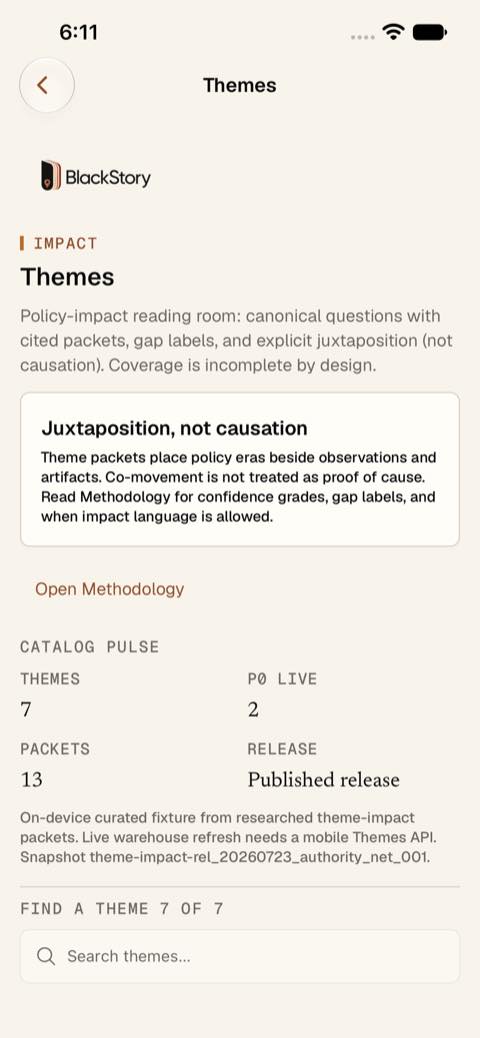 6:11
Themes
BlackStory
IMPACT
Themes
Policy-impact reading room: canonical questions with
cited packets, gap labels, and explicit juxtaposition (not
causation). Coverage is incomplete by design.
Juxtaposition, not causation
Theme packets place policy eras beside observations and
artifacts. Co-movement is not treated as proof of cause.
Read Methodology for confidence grades, gap labels, and
when impact language is allowed.
Open Methodology
CATALOG PULSE
THEMES
P0 LIVE
7
2
PACKETS
RELEASE
13
Published release
On-device curated fixture from researched theme-impact
packets. Live warehouse refresh needs a mobile Themes API.
Snapshot theme-impact-rel_20260723_authority_net_001.
FIND A THEME 7 OF 7
Search themes...